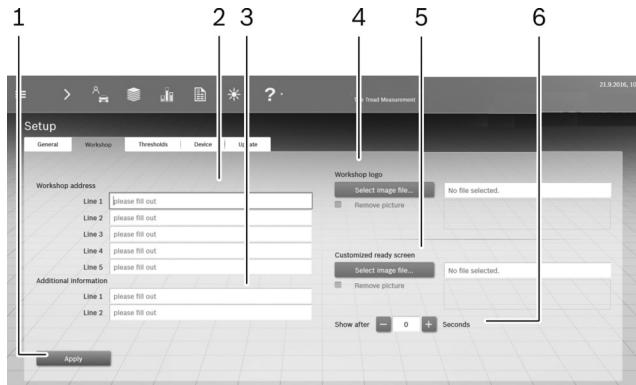 1 2 3 4 5 6
? 
Tire Tread Measurement
21.9.2016, 10
Setup
General Workshop Thresholds Device Update
Workshop address
Line 1 please fill out
Line 2 please fill out
Line 3 please fill out
Line 4 please fill out
Line 5 please fill out
Additional information
Line 1 please fill out
Line 2 please fill out
Apply
Workshop logo
Select image file... No file selected.
Remove picture
Customized ready screen
Select image file... No file selected.
Remove picture
Show after − 0 + Seconds